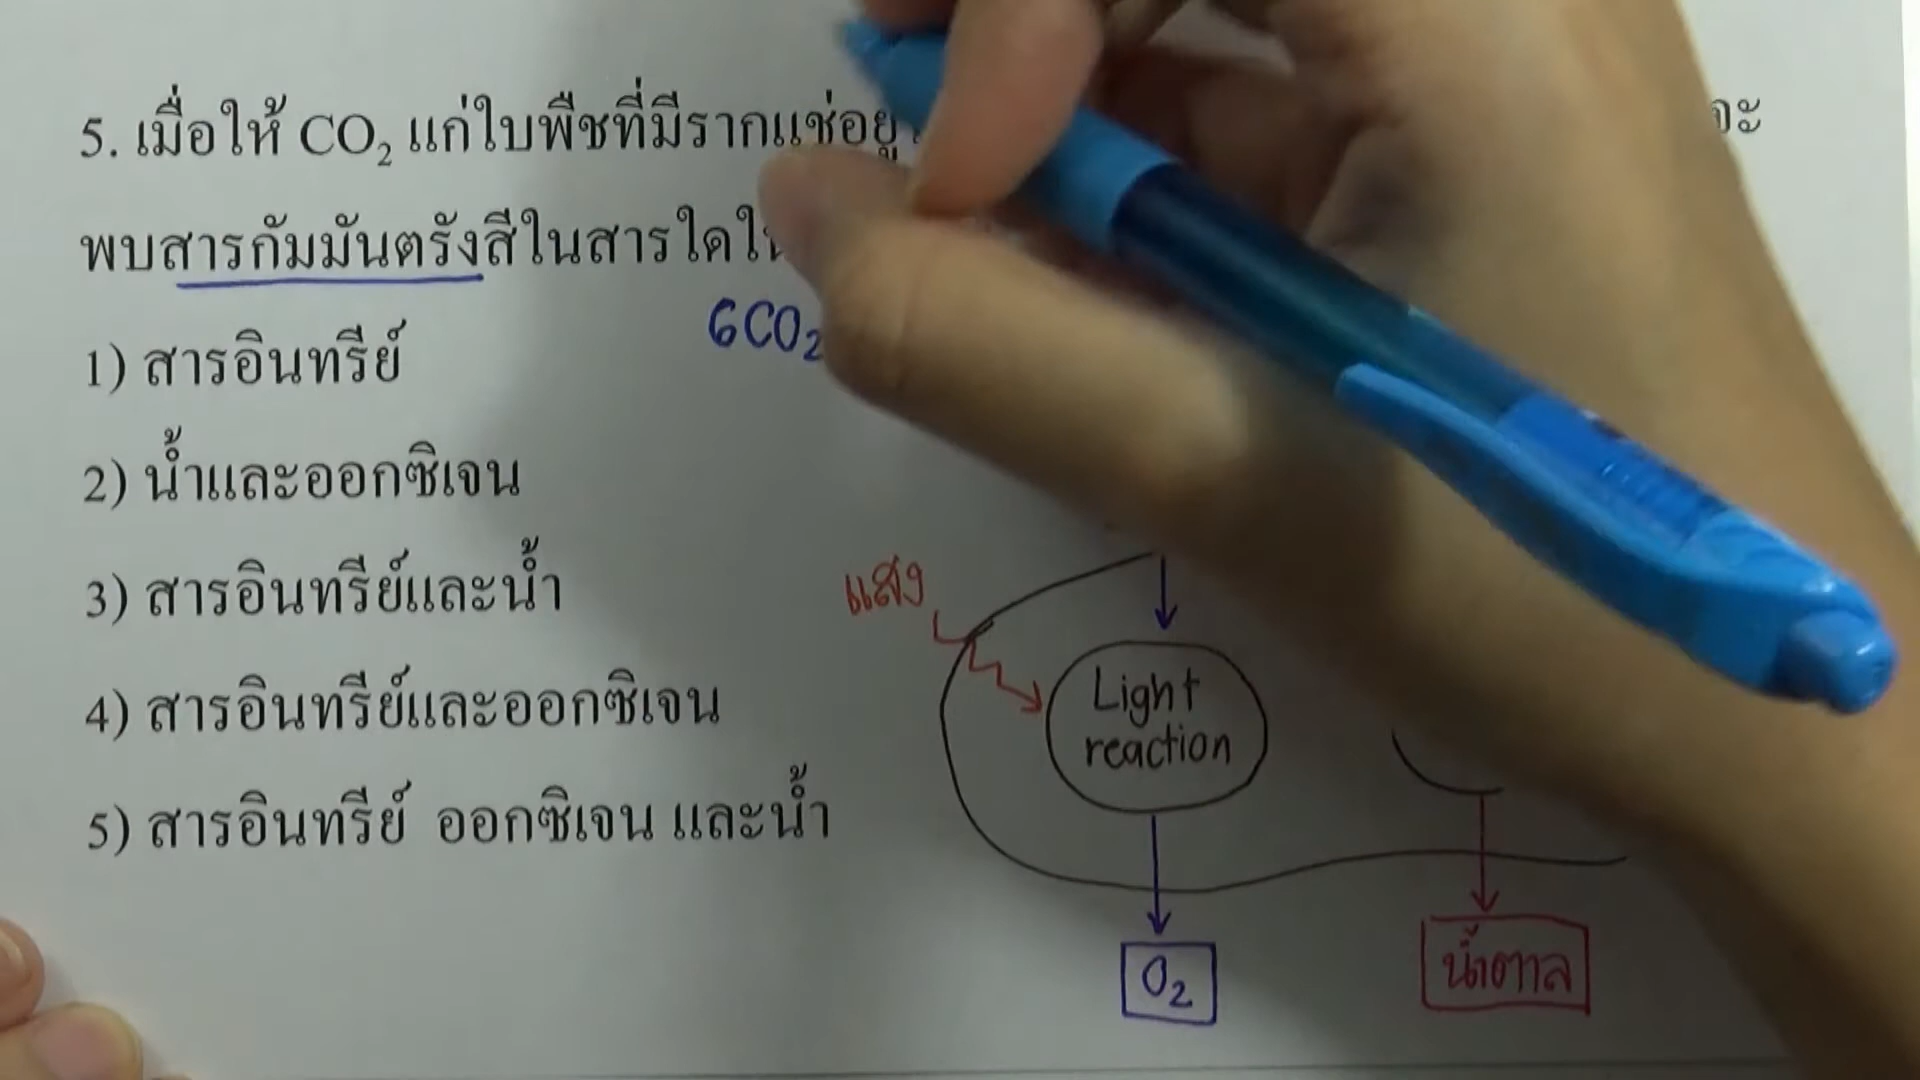 5. เมื่อให้ CO₂ แก่ใบพืชที่มีรากแช่อยู่ จะ
พบสารกัมมันตรังสีในสารใด
6CO₂
1) สารอินทรีย์
2) น้ำและออกซิเจน
3) สารอินทรีย์และน้ำ
แสง
4) สารอินทรีย์และออกซิเจน
Light
reaction
5) สารอินทรีย์ ออกซิเจน และน้ำ
O₂
น้ำตาล